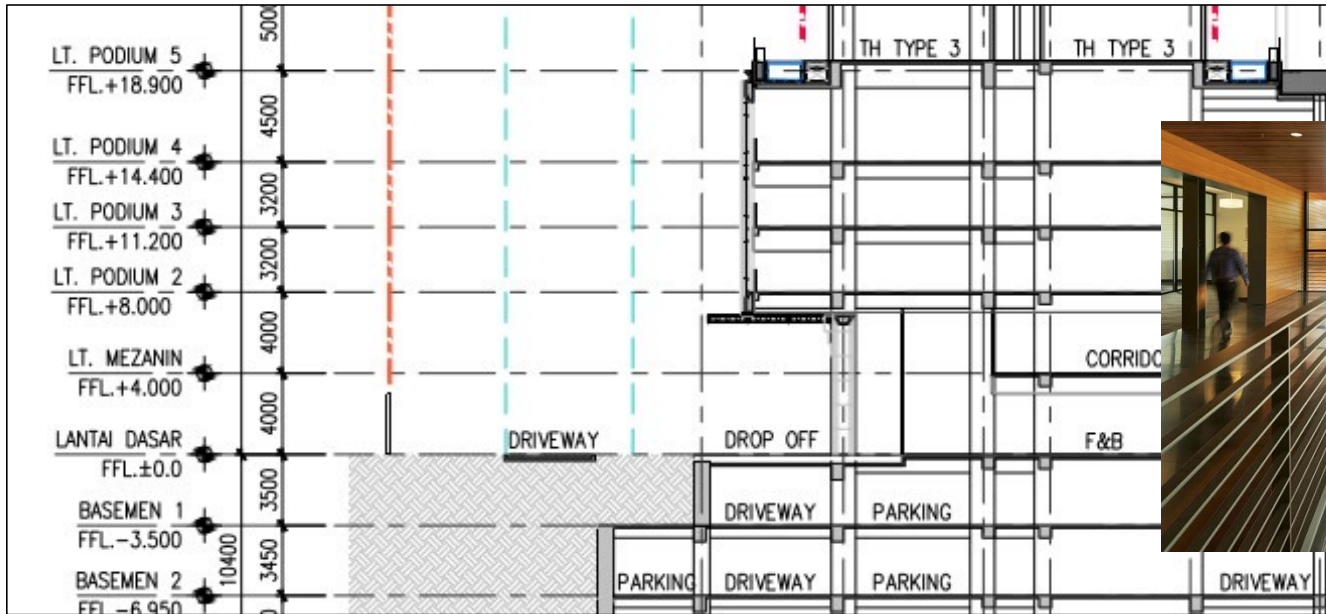 5000
LT. PODIUM 5
FFL.+18.900
TH TYPE 3
TH TYPE 3
4500
LT. PODIUM 4
FFL.+14.400
3200
LT. PODIUM 3
FFL.+11.200
3200
LT. PODIUM 2
FFL.+8.000
4000
LT. MEZANIN
FFL.+4.000
CORRIDO
4000
LANTAI DASAR
FFL.±0.0
DRIVEWAY
DROP OFF
F&B
3500
BASEMEN 1
FFL.-3.500
DRIVEWAY
PARKING
10400
3450
BASEMEN 2
FFL.-6.950
PARKING
DRIVEWAY
PARKING
DRIVEWAY